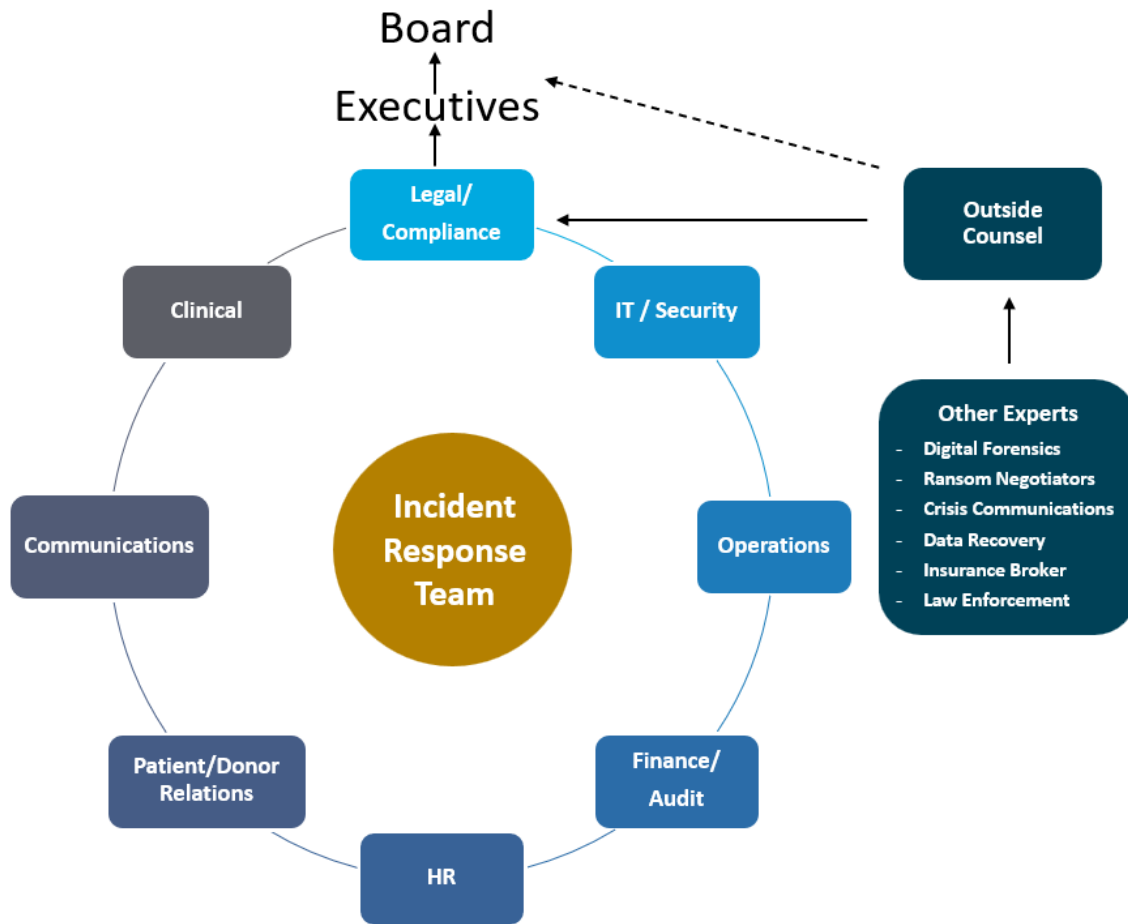 Board
Executives
Legal/
Compliance
Outside
Counsel
Clinical
IT / Security
Other Experts
- Digital Forensics
- Ransom Negotiators
- Crisis Communications
- Data Recovery
- Insurance Broker
- Law Enforcement
Incident
Response
Team
Communications
Operations
Patient/Donor
Relations
Finance/
Audit
HR